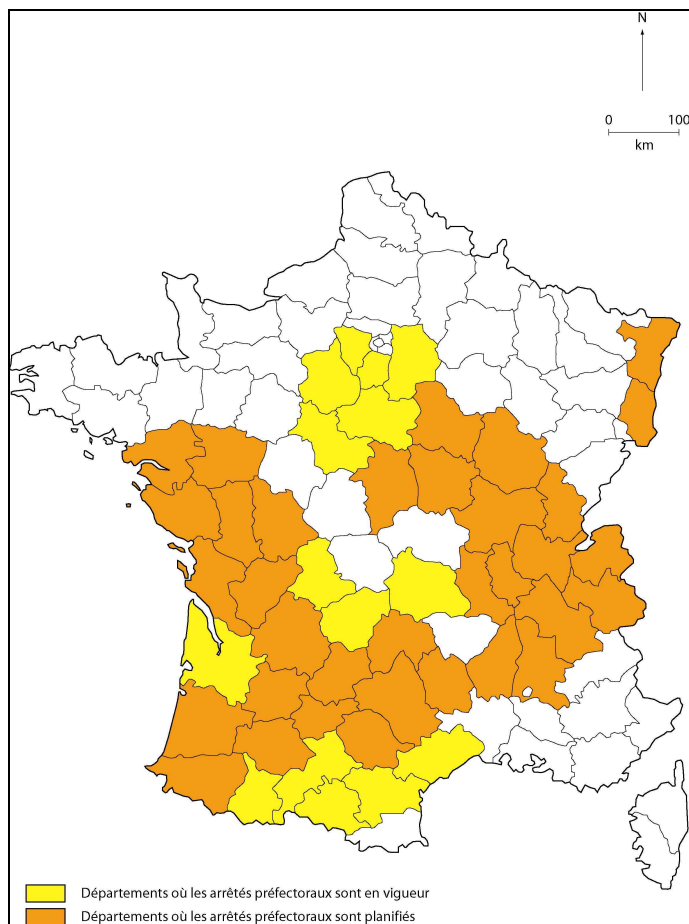 N
0 100
km
Départements où les arrêtés préfectoraux sont en vigueur
Départements où les arrêtés préfectoraux sont planifiés